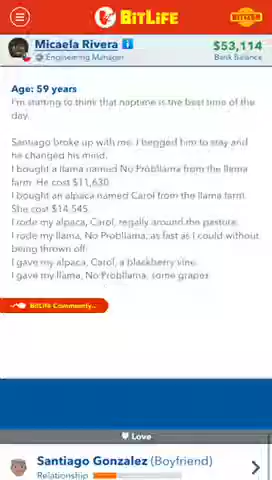 BitLife
BITIZEN
Micaela Rivera
$53,114
Engineering Manager
Bank Balance
Age: 59 years
I'm starting to think that naptime is the best time of the
day.
Santiago broke up with me. I begged him to stay and
he changed his mind.
I bought a llama named No Probllama from the llama
farm. He cost $11,630.
I bought an alpaca named Carol from the llama farm.
She cost $14,545.
I rode my alpaca, Carol, regally around the pasture.
I rode my llama, No Probllama, as fast as I could without
being thrown off.
I gave my alpaca, Carol, a blackberry vine.
I gave my llama, No Probllama, some grapes.
BitLife Community..
Love
Santiago Gonzalez (Boyfriend)
Relationship